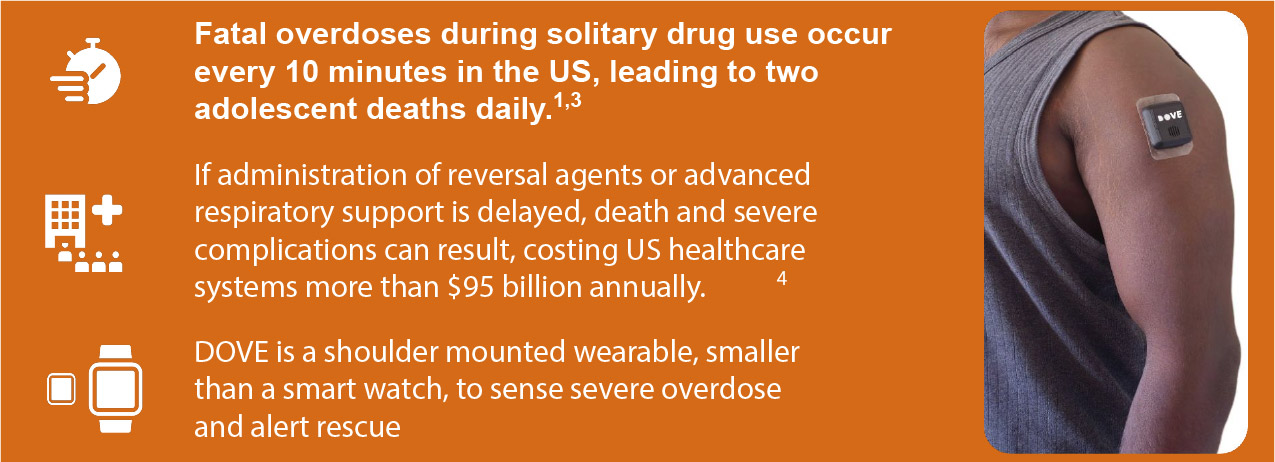 Fatal overdoses during solitary drug use occur
every 10 minutes in the US, leading to two
adolescent deaths daily.1,3
If administration of reversal agents or advanced
respiratory support is delayed, death and severe
complications can result, costing US healthcare
systems more than $95 billion annually. 4
DOVE is a shoulder mounted wearable, smaller
than a smart watch, to sense severe overdose
and alert rescue
DOVE